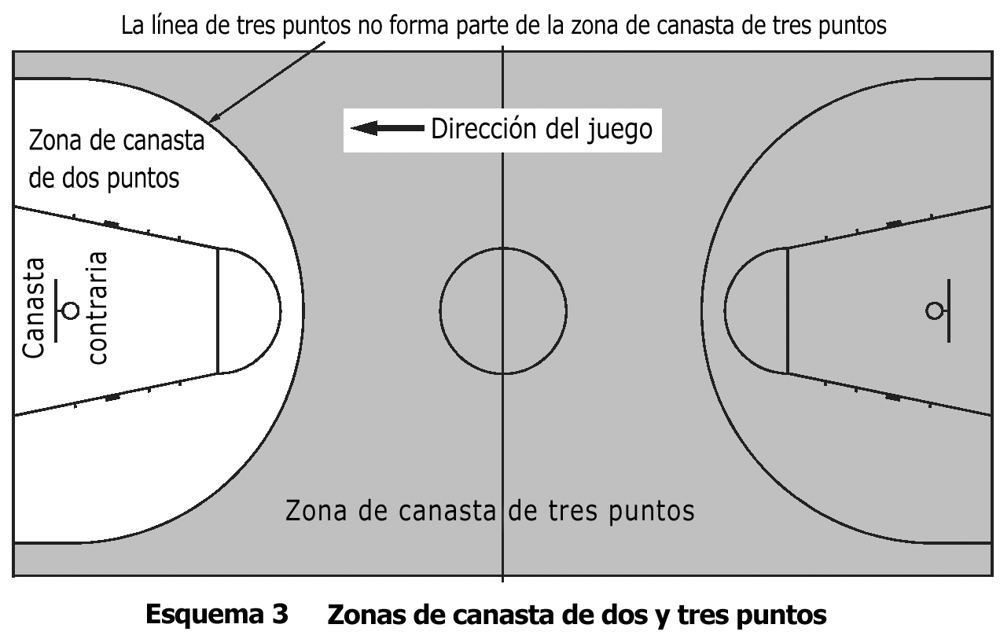 La línea de tres puntos no forma parte de la zona de canasta de tres puntos
Dirección del juego
Zona de canasta
de dos puntos
Canasta
contraria
Zona de canasta de tres puntos
Esquema 3 Zonas de canasta de dos y tres puntos